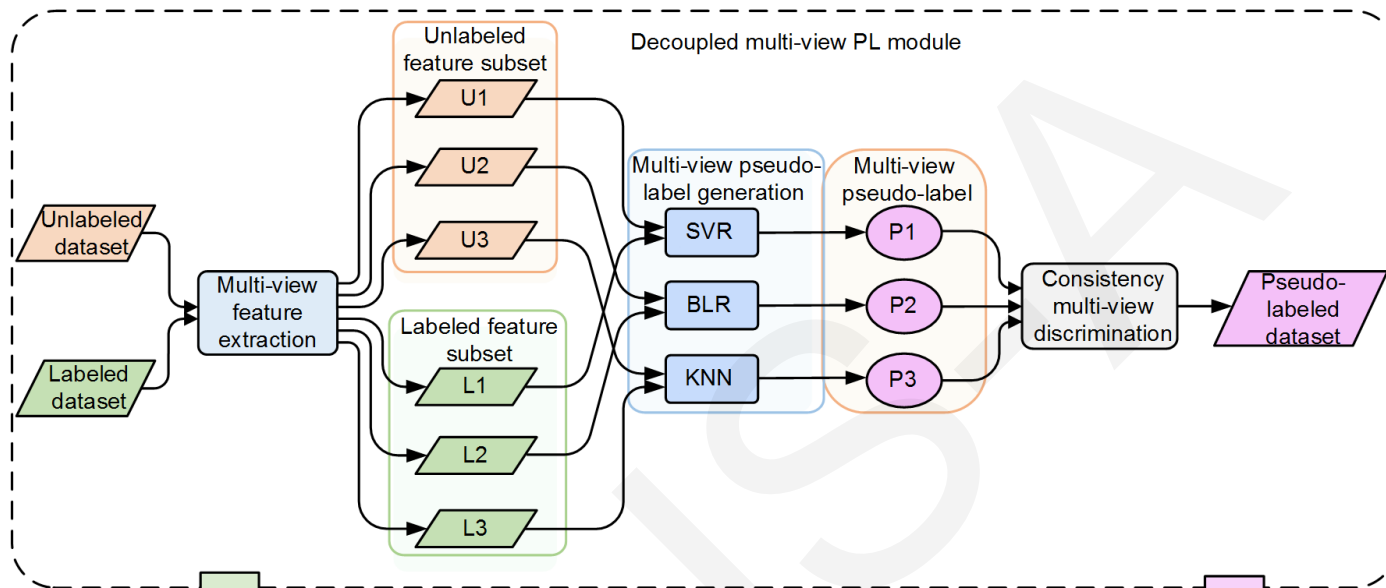 Decoupled multi-view PL module
Unlabeled
feature subset
U1
U2
U3
Unlabeled
dataset
Labeled
dataset
Multi-view
feature
extraction
Labeled feature
subset
L1
L2
L3
Multi-view pseudo-
label generation
SVR
BLR
KNN
Multi-view
pseudo-label
P1
P2
P3
Consistency
multi-view
discrimination
Pseudo-
labeled
dataset